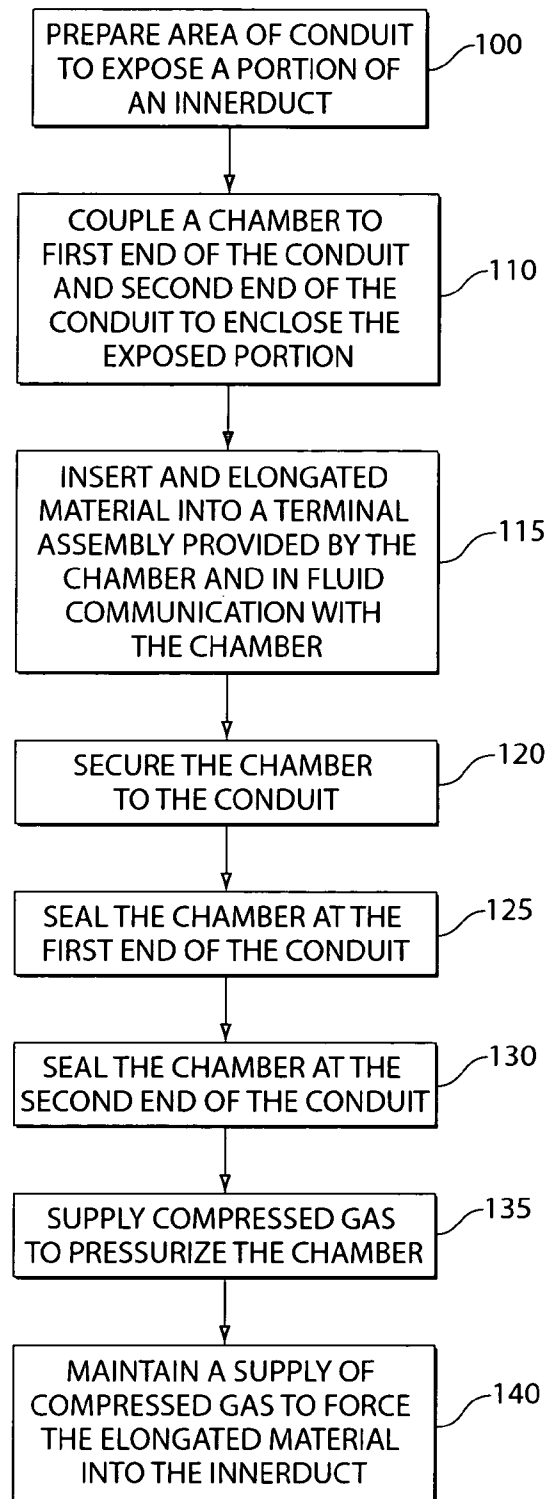 PREPARE AREA OF CONDUIT
TO EXPOSE A PORTION OF
AN INNERDUCT
100
COUPLE A CHAMBER TO
FIRST END OF THE CONDUIT
AND SECOND END OF THE
CONDUIT TO ENCLOSE THE
EXPOSED PORTION
110
INSERT AND ELONGATED
MATERIAL INTO A TERMINAL
ASSEMBLY PROVIDED BY THE
CHAMBER AND IN FLUID
COMMUNICATION WITH
THE CHAMBER
115
SECURE THE CHAMBER
TO THE CONDUIT
120
SEAL THE CHAMBER AT THE
FIRST END OF THE CONDUIT
125
SEAL THE CHAMBER AT THE
SECOND END OF THE CONDUIT
130
SUPPLY COMPRESSED GAS
TO PRESSURIZE THE CHAMBER
135
MAINTAIN A SUPPLY OF
COMPRESSED GAS TO FORCE
THE ELONGATED MATERIAL
INTO THE INNERDUCT
140